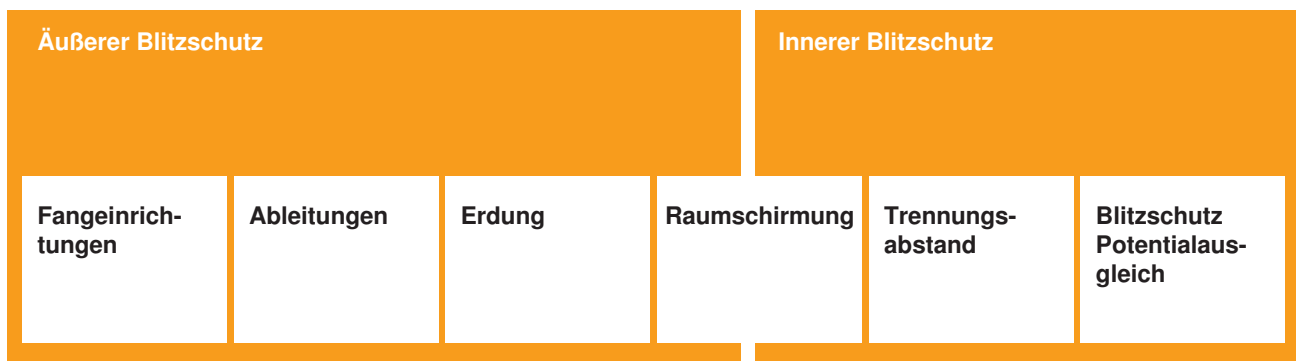 Äußerer Blitzschutz
Innerer Blitzschutz
Fangeinrich-
tungen
Ableitungen
Erdung
Raumschirmung
Trennungs-
abstand
Blitzschutz
Potentialaus-
gleich